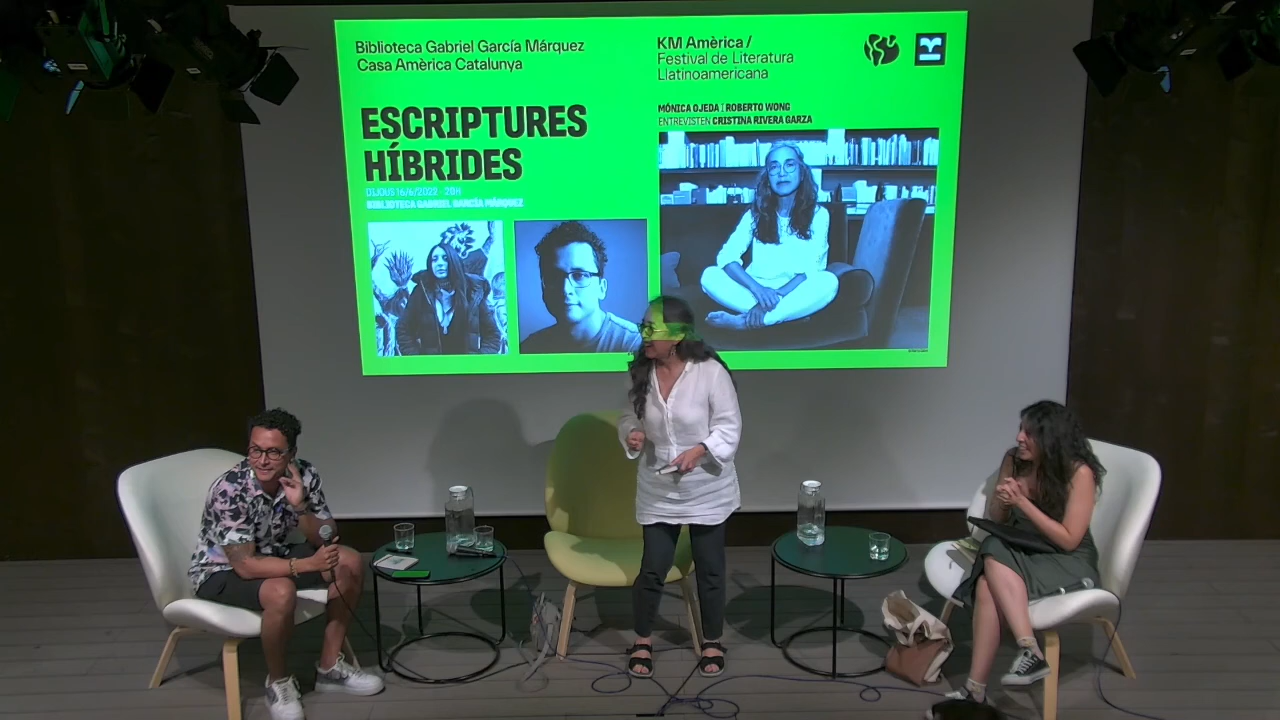 Biblioteca Gabriel García Márquez
Casa Amèrica Catalunya
KM Amèrica /
Festival de Literatura
Llatinoamericana
ESCRIPTURES
HÍBRIDES
DIJOUS 16/6/2022 - 20H
BIBLIOTECA GABRIEL GARCÍA MÁRQUEZ
MÓNICA OJEDA I ROBERTO WONG
ENTREVISTEN CRISTINA RIVERA GARZA